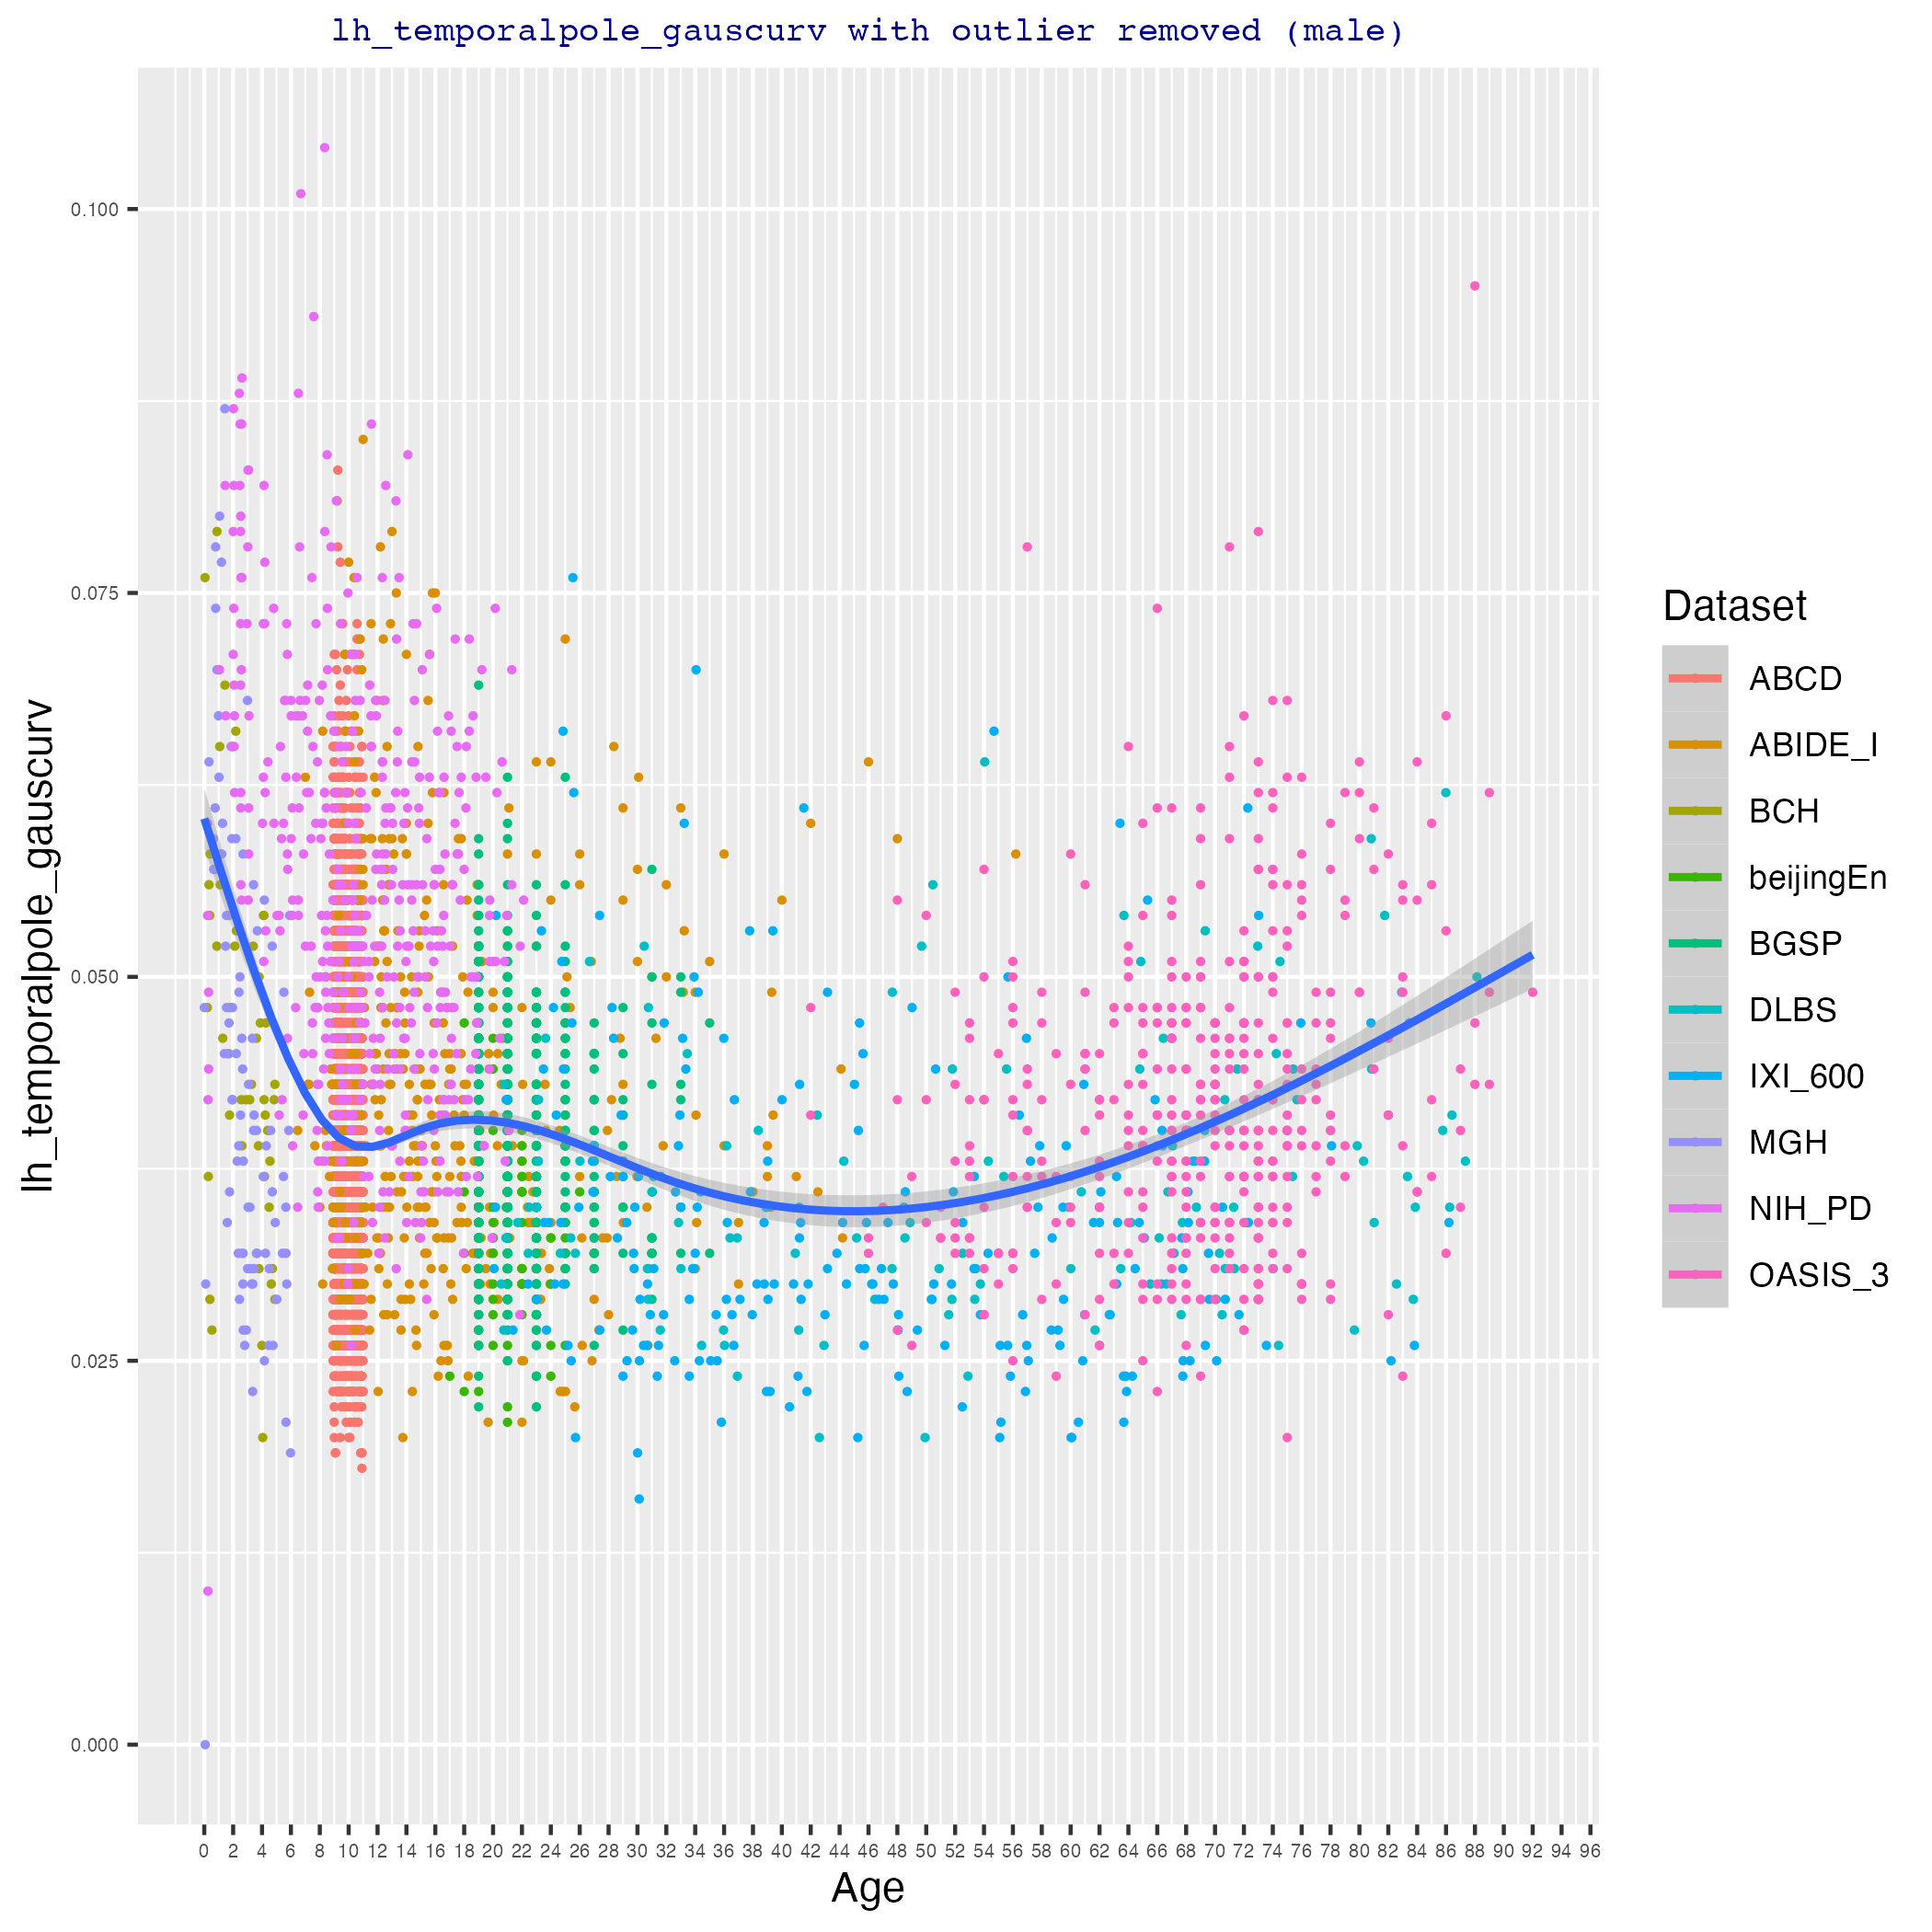 lh_temporalpole_gauscurv with outlier removed (male)
lh_temporalpole_gauscurv
0.100
0.075
0.050
0.025
0.000
0 2 4 6 8 10 12 14 16 18 20 22 24 26 28 30 32 34 36 38 40 42 44 46 48 50 52 54 56 58 60 62 64 66 68 70 72 74 76 78 80 82 84 86 88 90 92 94 96
Age
Dataset
ABCD
ABIDE_I
BCH
beijingEn
BGSP
DLBS
IXI_600
MGH
NIH_PD
OASIS_3